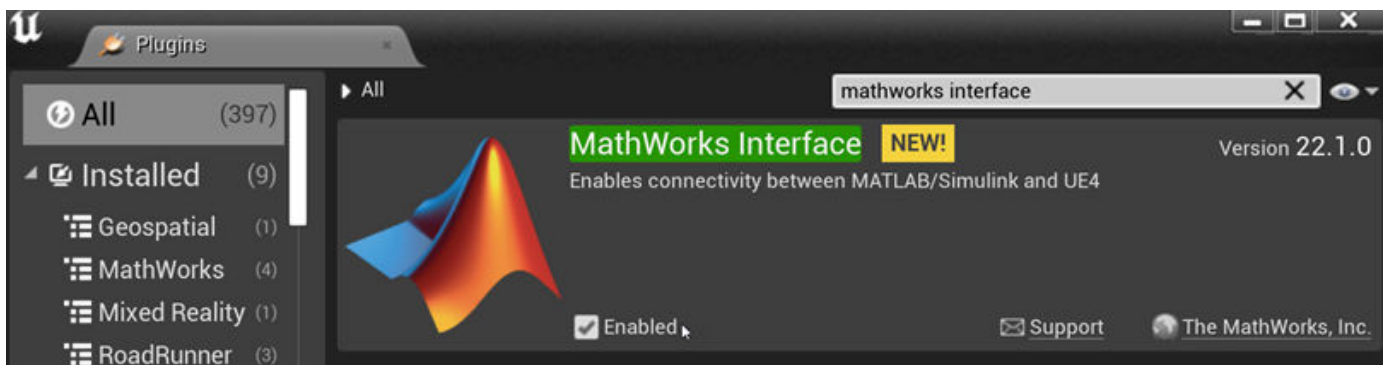 Plugins
All
mathworks interface
All (397)
MathWorks Interface NEW! Version 22.1.0
Enables connectivity between MATLAB/Simulink and UE4
Installed (9)
Geospatial (1)
MathWorks (4)
Mixed Reality (1)
RoadRunner (3)
Enabled
Support
The MathWorks, Inc.